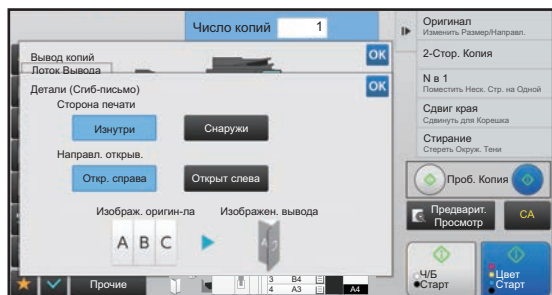 Число копий 1
Вывод копий
OK
Лоток Вывода
Детали (Сгиб-письмо)
OK
Сторона печати
Изнутри
Снаружи
Направл. открыв.
Откр. справа
Открыт слева
Изображ. оригин-ла
Изображен. вывода
A B C
Прочие
3 B4
4 A3
A4
Оригинал
Изменить Размер/Направл.
2-Стор. Копия
N в 1
Поместить Неск. Стр. на Одной
Сдвиг края
Сдвинуть для Корешка
Стирание
Стереть Окруж. Тени
Проб. Копия
Предварит.
Просмотр
CA
Ч/Б
Старт
Цвет
Старт